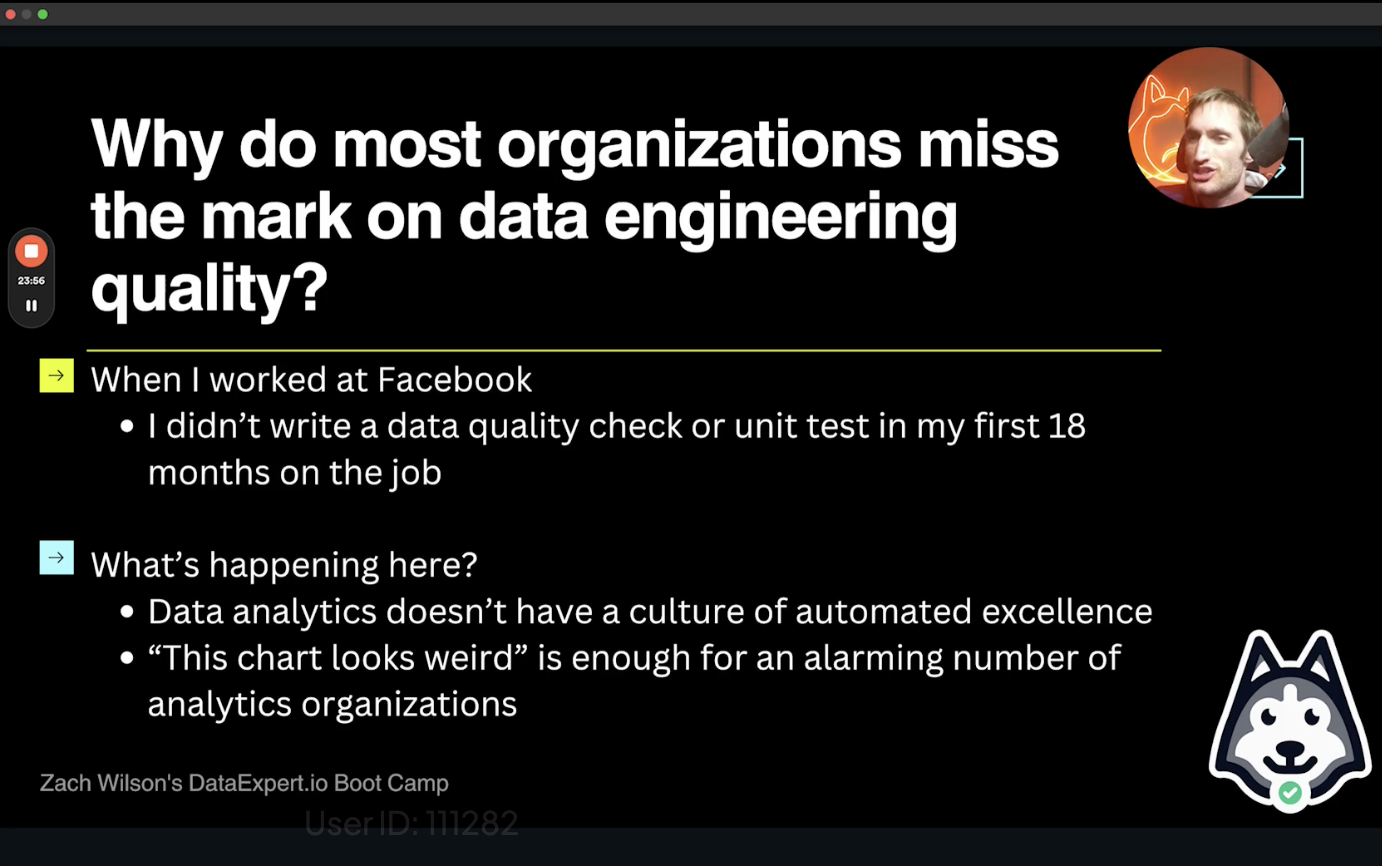 Why do most organizations miss
the mark on data engineering
quality?
23:56
→ When I worked at Facebook
• I didn’t write a data quality check or unit test in my first 18
months on the job
→ What’s happening here?
• Data analytics doesn’t have a culture of automated excellence
• “This chart looks weird” is enough for an alarming number of
analytics organizations
Zach Wilson's DataExpert.io Boot Camp
User ID: 111282